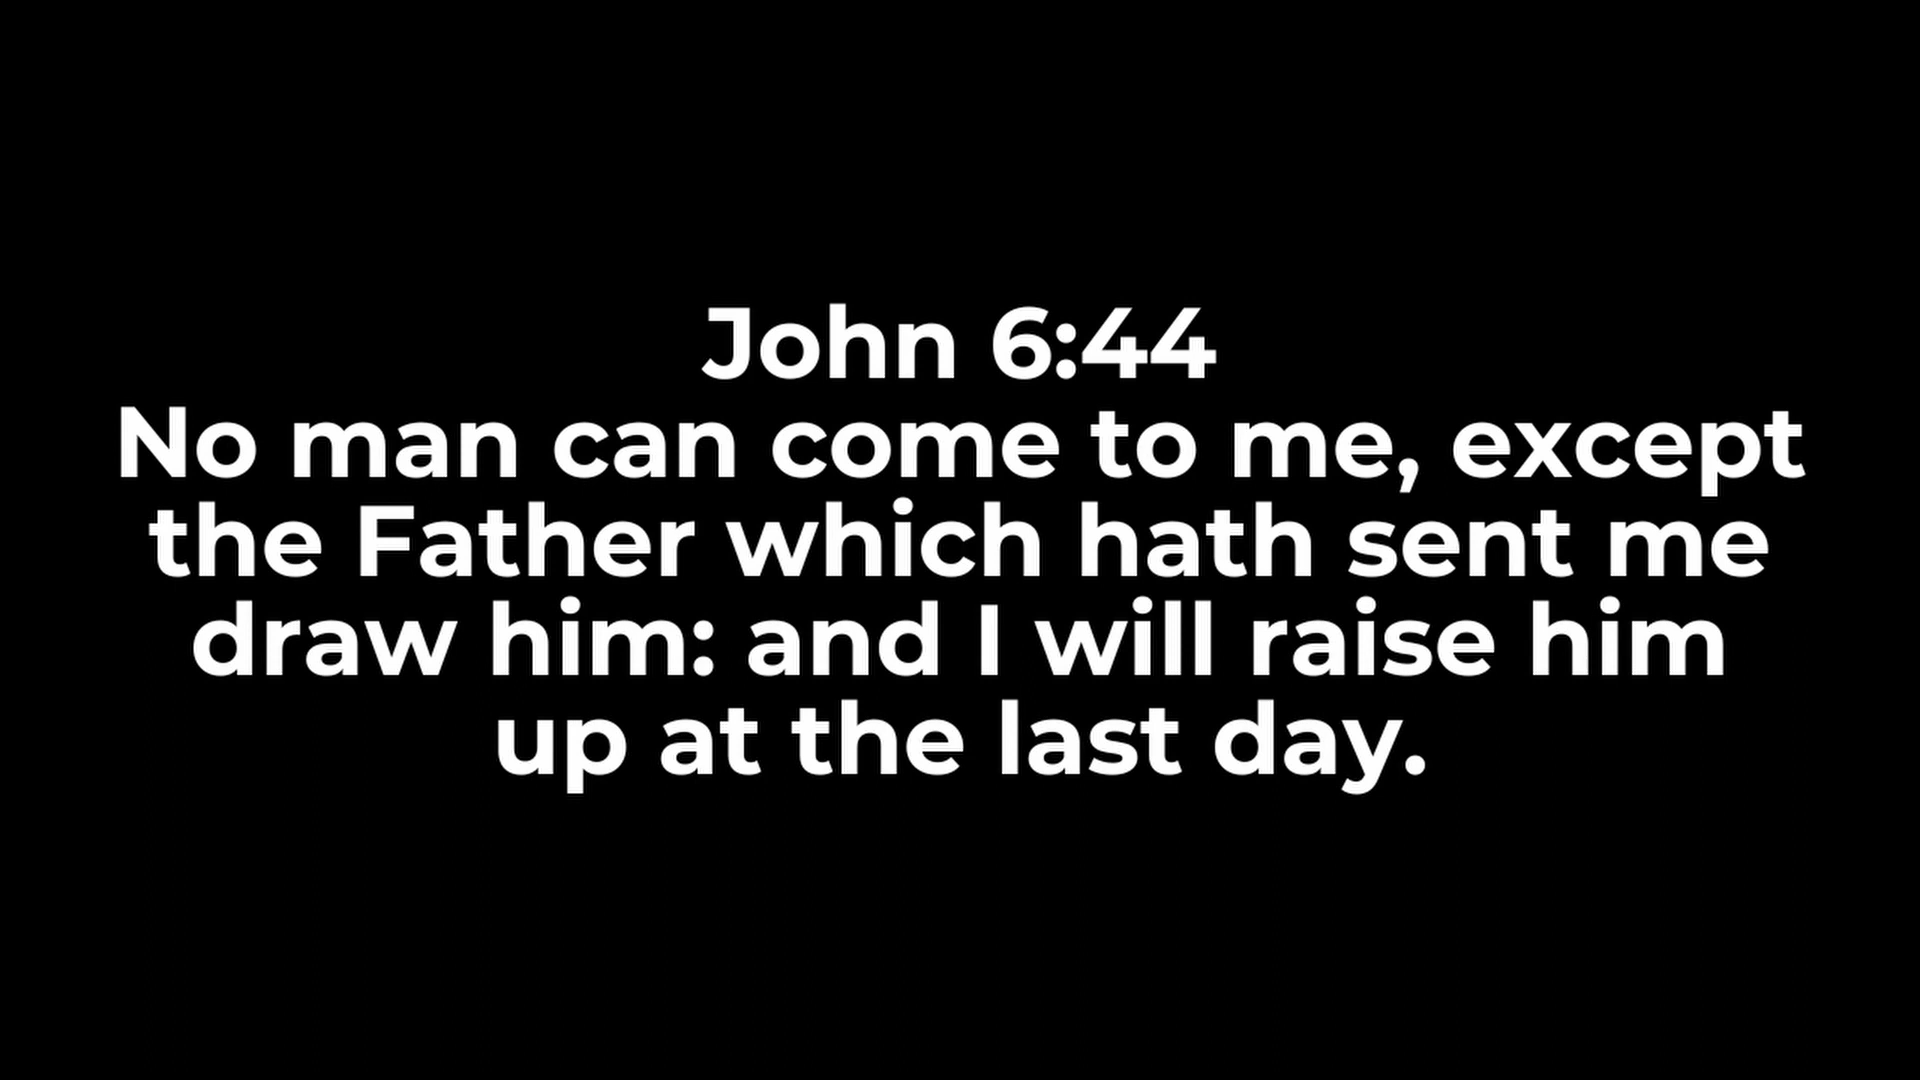 John 6:44
No man can come to me, except
the Father which hath sent me
draw him: and I will raise him
up at the last day.